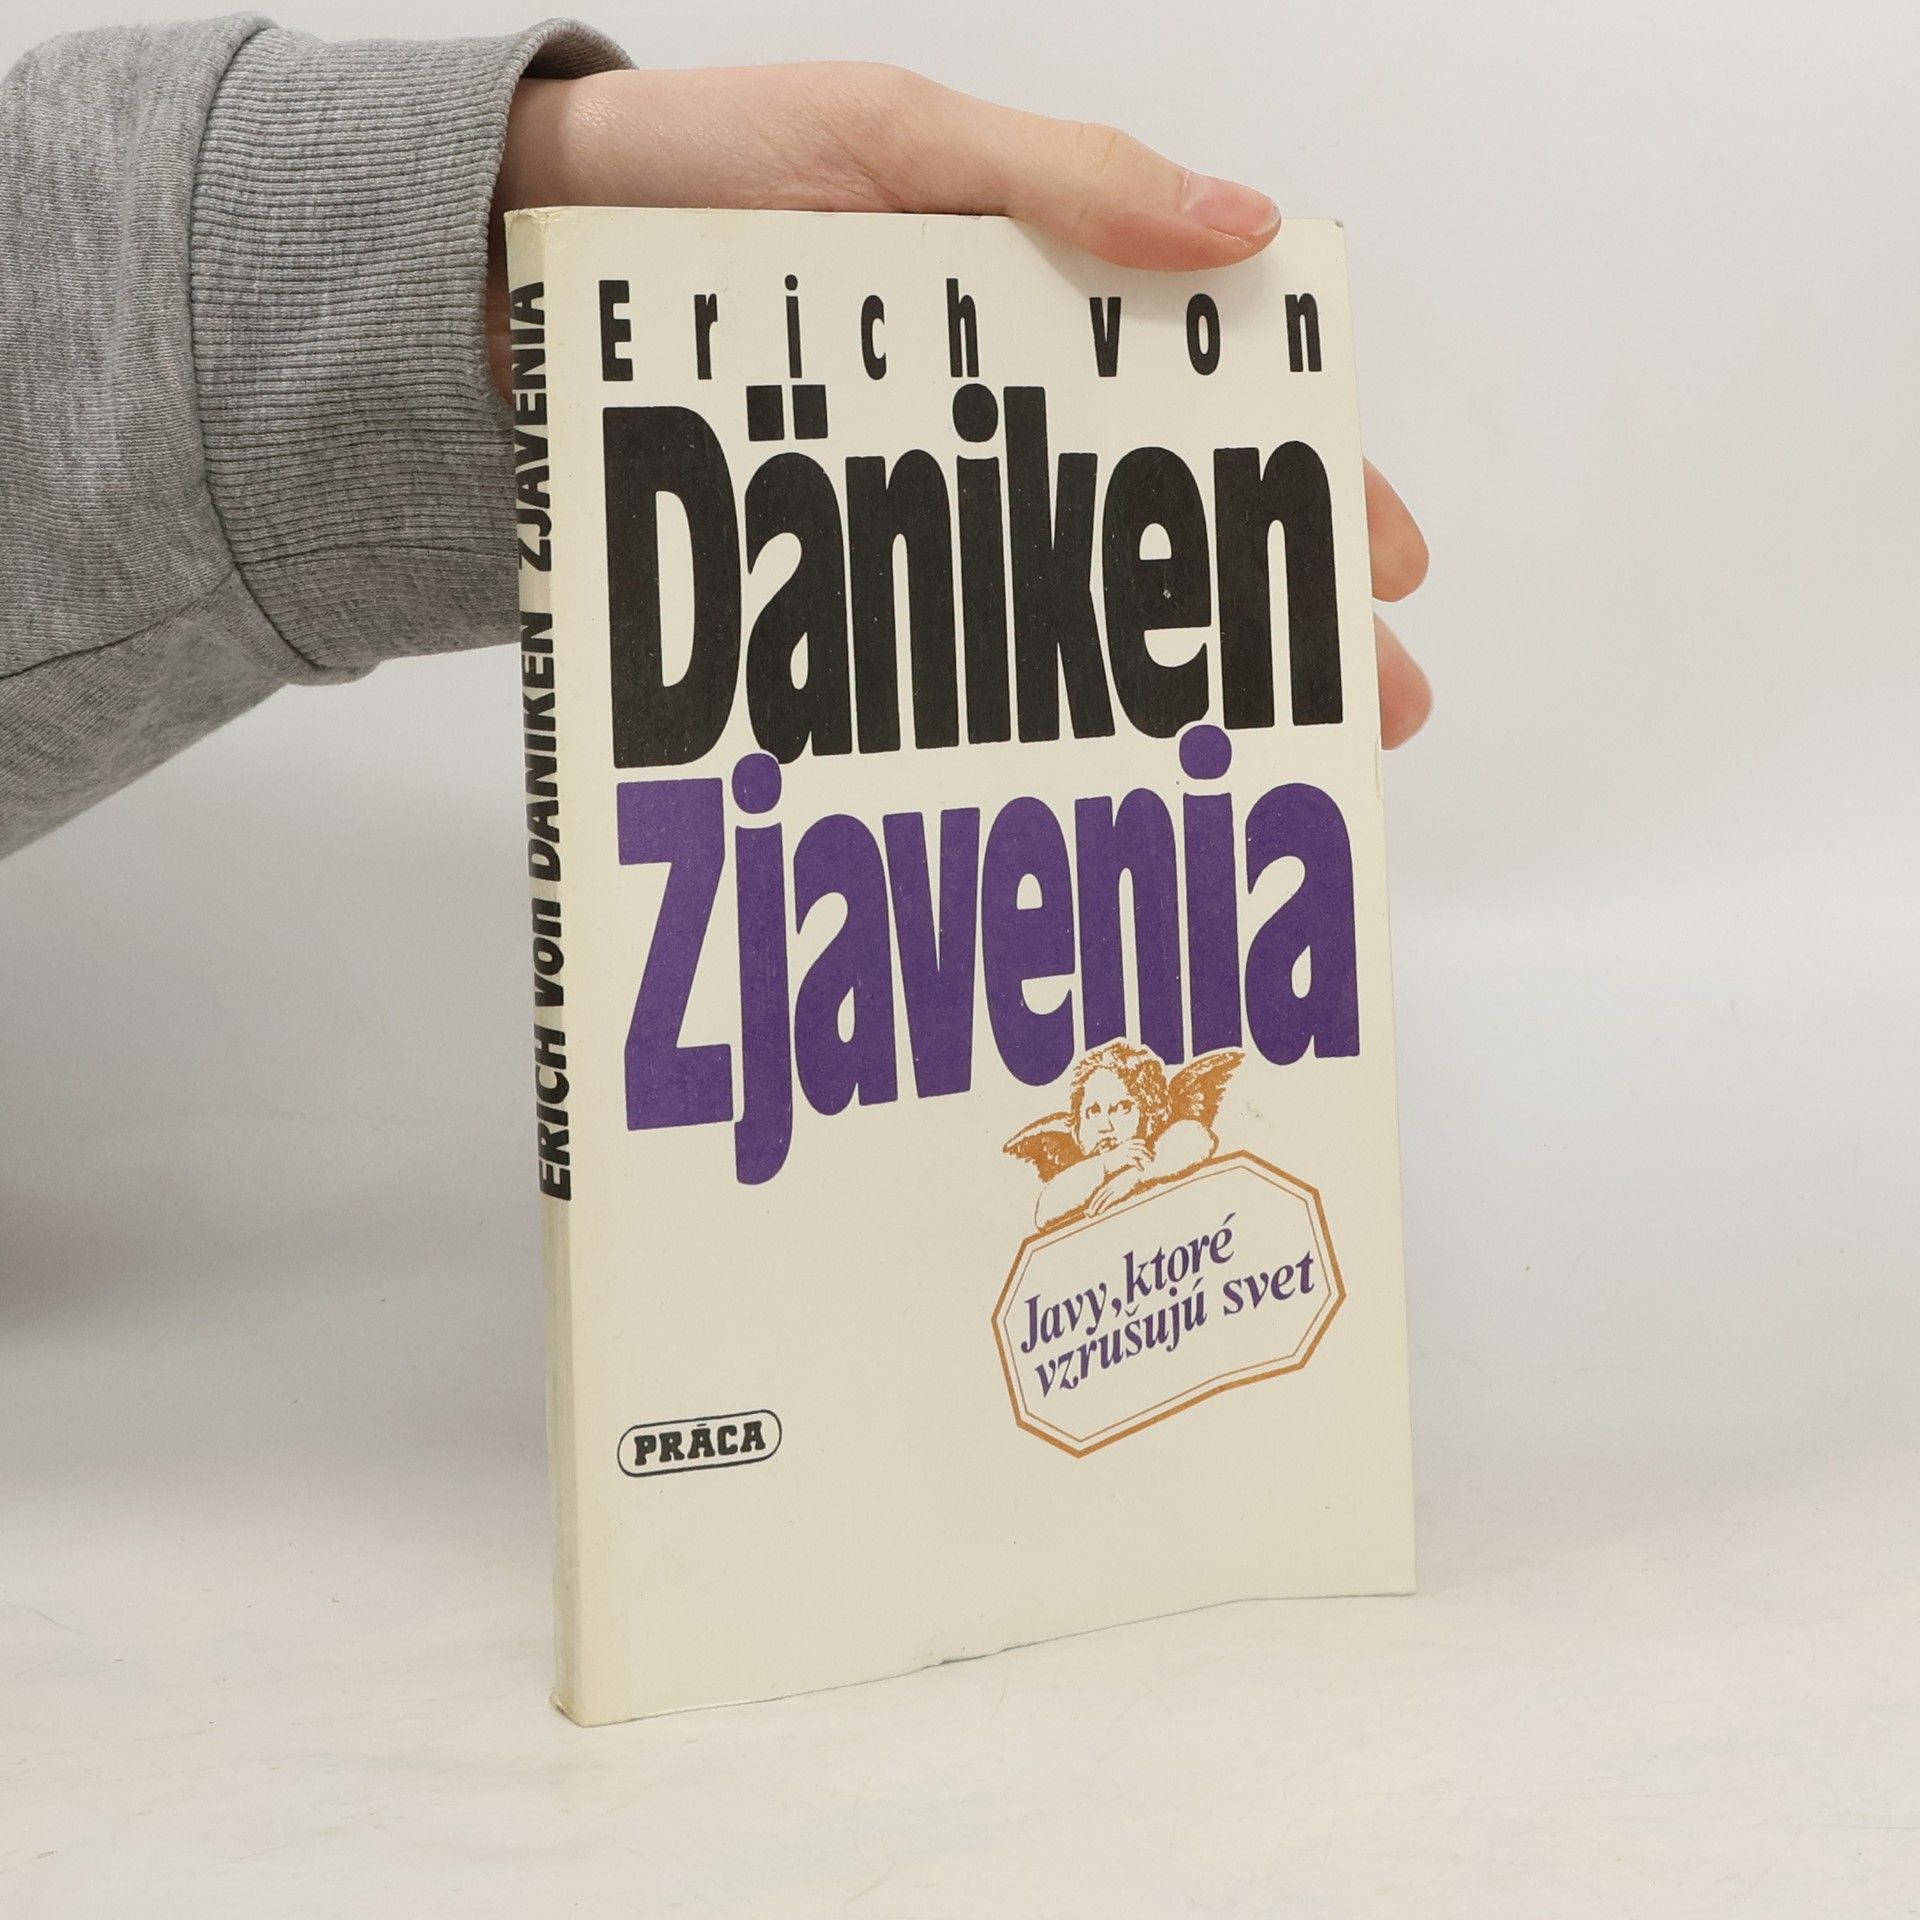 Erich von
Däniken
Zjavenia
Javy, ktoré
vzrušujú svet
PRÁCA
ERICH von DÄNIKEN ZJAVENIA